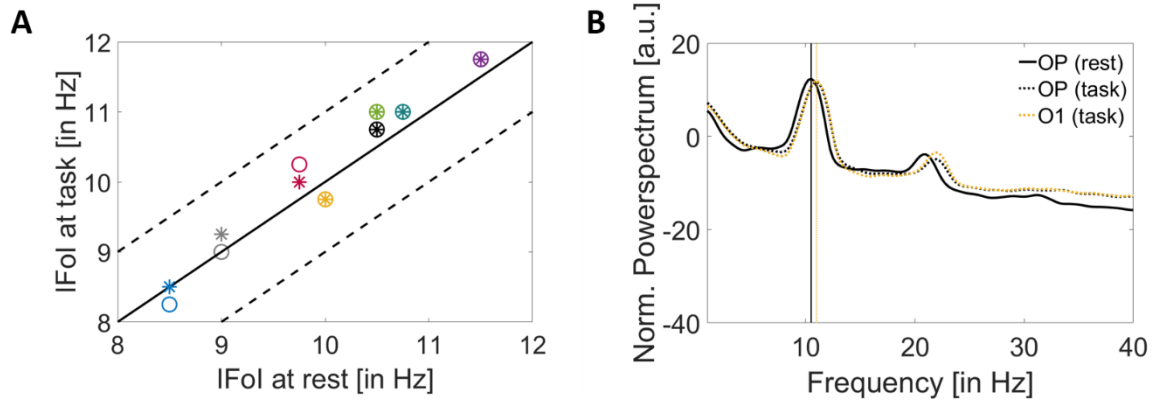 A
IFoI at task [in Hz]
12
11
10
9
8
8 9 10 11 12
IFoI at rest [in Hz]
B
Norm. Powerspectrum [a.u.]
20
0
-20
-40
10 20 30 40
Frequency [in Hz]
OP (rest)
OP (task)
O1 (task)